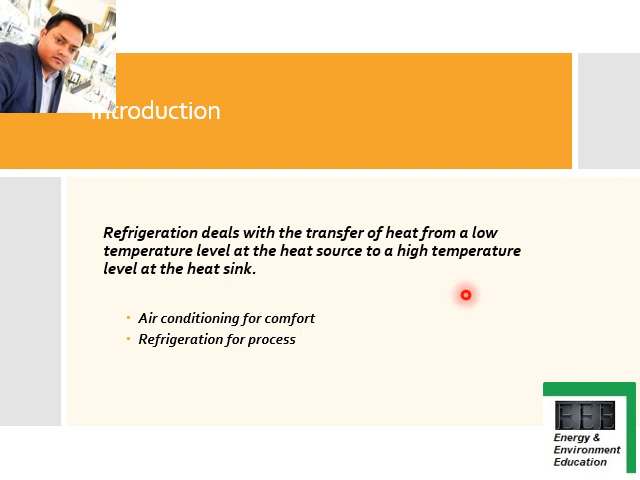 Introduction
Refrigeration deals with the transfer of heat from a low
temperature level at the heat source to a high temperature
level at the heat sink.
• Air conditioning for comfort
• Refrigeration for process
EEE
Energy &
Environment
Education